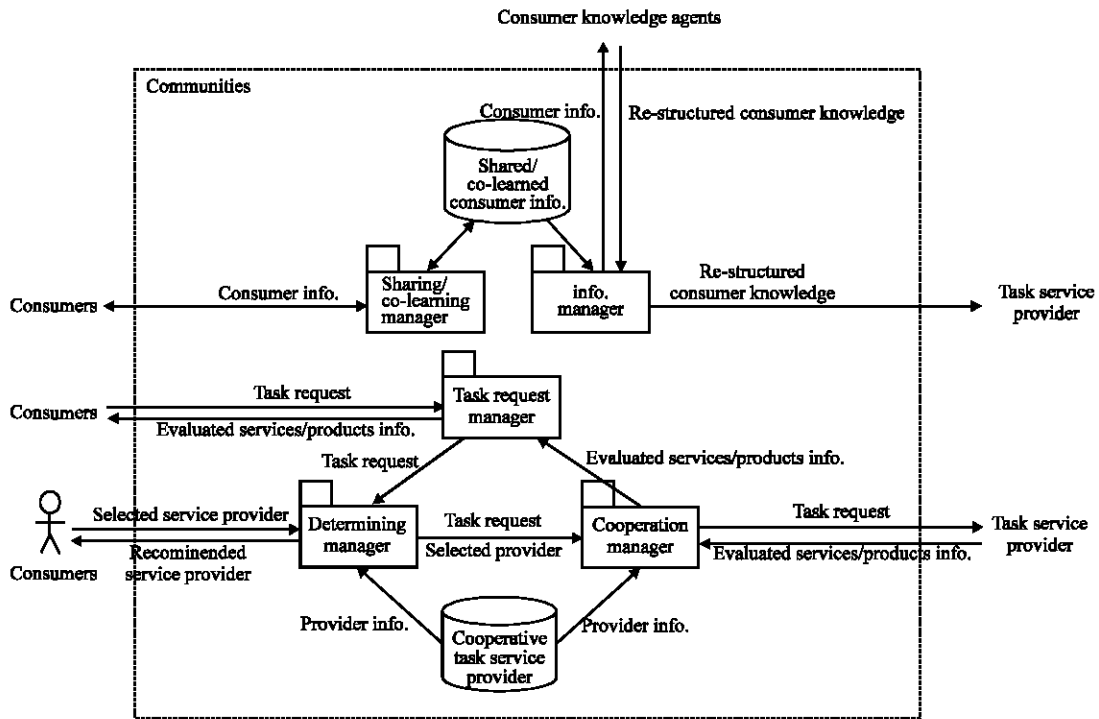 Consumer knowledge agents
Communities
Consumer info.
Re-structured consumer knowledge
Shared/
co-learned
consumer info.
Consumers
Consumer info.
Sharing/
co-learning
manager
info.
manager
Re-structured
consumer knowledge
Task service
provider
Consumers
Task request
Evaluated services/products info.
Task request
manager
Task request
Evaluated services/products info.
Consumers
Selected service provider
Recominended
service provider
Determining
manager
Task request
Selected provider
Cooperation
manager
Task request
Evaluated services/products info.
Task service
provider
Provider info.
Cooperative
task service
provider
Provider info.